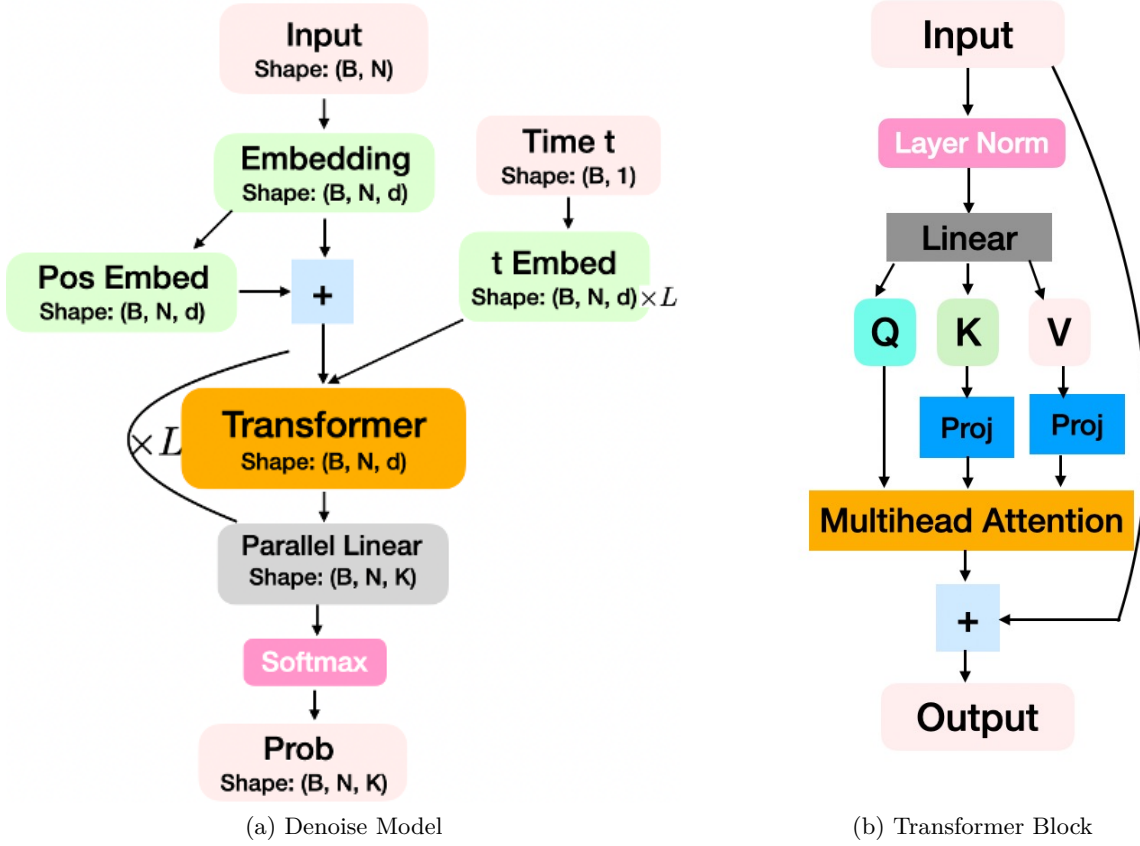 Input
Shape: (B, N)
Embedding
Shape: (B, N, d)
Time t
Shape: (B, 1)
Pos Embed
Shape: (B, N, d)
+
t Embed
Shape: (B, N, d) ×L
×L
Transformer
Shape: (B, N, d)
Parallel Linear
Shape: (B, N, K)
Softmax
Prob
Shape: (B, N, K)
(a) Denoise Model
Input
Layer Norm
Linear
Q K V
Proj Proj
Multihead Attention
+
Output
(b) Transformer Block